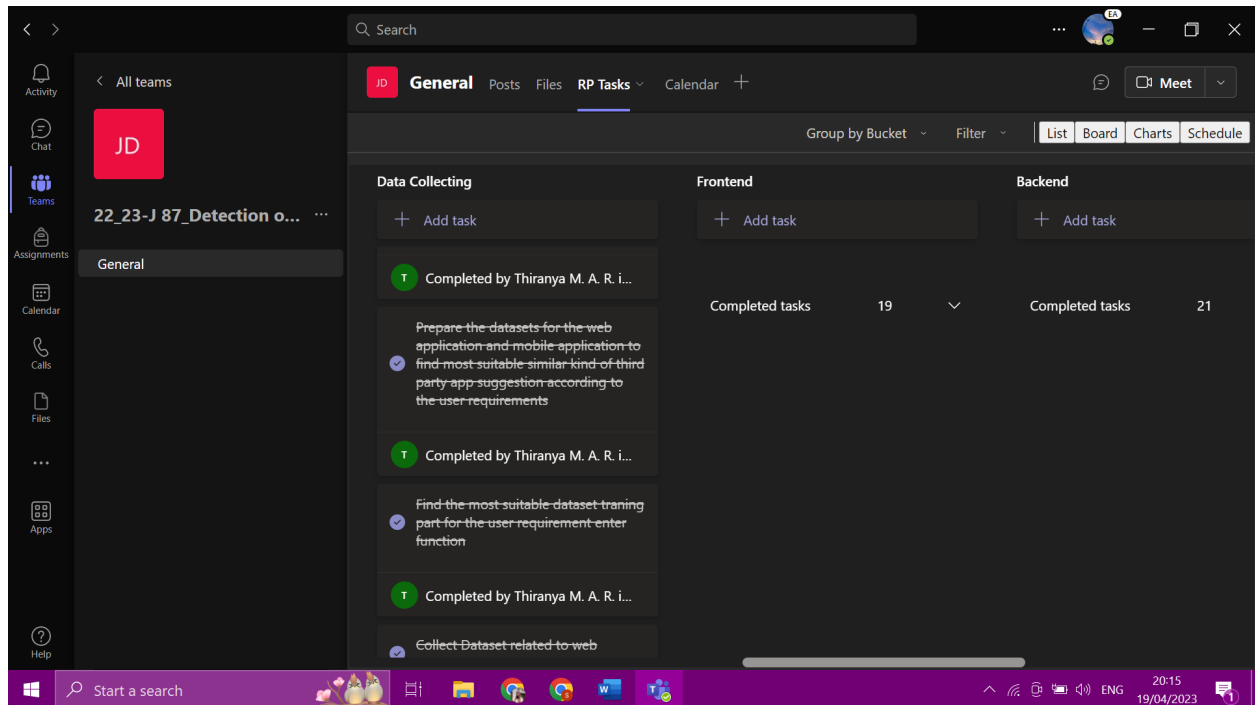 Search
EA
Activity
Chat
Teams
Assignments
Calendar
Calls
Files
Apps
Help
All teams
JD
22_23-J 87_Detection o...
General
JD
General
Posts
Files
RP Tasks
Calendar
Meet
Group by Bucket
Filter
List
Board
Charts
Schedule
Data Collecting
Add task
Frontend
Add task
Backend
Add task
T
Completed by Thiranya M. A. R. i...
Prepare the datasets for the web
application and mobile application to
find most suitable similar kind of third
party app suggestion according to
the user requirements
T
Completed by Thiranya M. A. R. i...
Find the most suitable dataset traning
part for the user requirement enter
function
T
Completed by Thiranya M. A. R. i...
Collect Dataset related to web
Completed tasks 19
Completed tasks 21
Start a search
ENG
20:15
19/04/2023
1